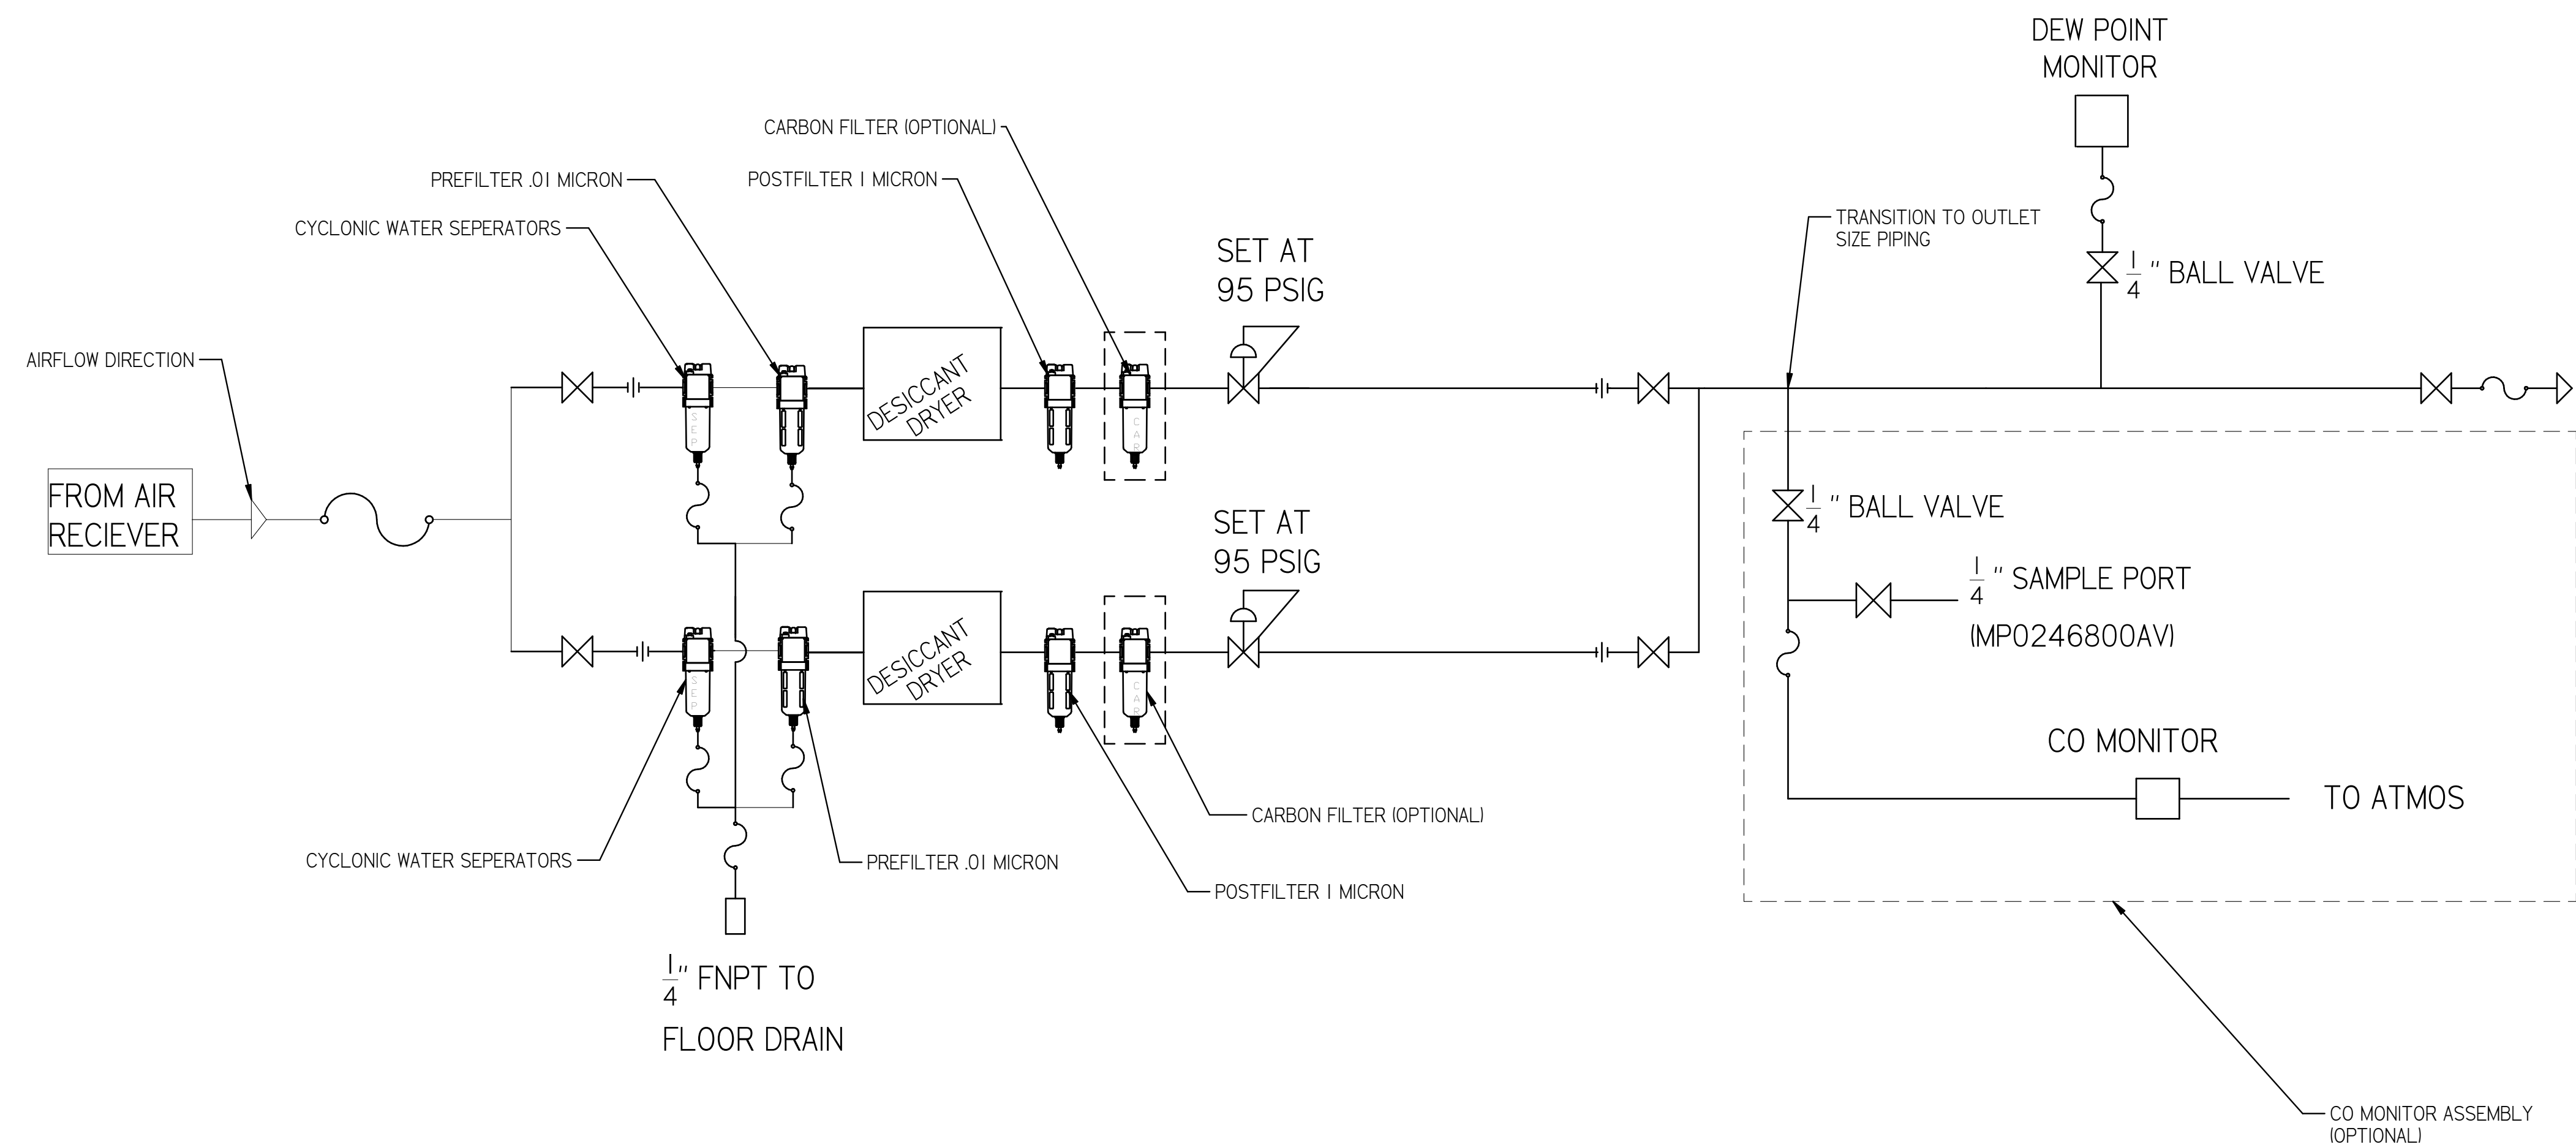 DEW POINT
MONITOR
CARBON FILTER (OPTIONAL)
PREFILTER .01 MICRON
POSTFILTER 1 MICRON
CYCLONIC WATER SEPERATORS
TRANSITION TO OUTLET
SIZE PIPING
SET AT
95 PSIG
1/4 " BALL VALVE
AIRFLOW DIRECTION
DESICCANT
DRYER
SEP
CAR
FROM AIR
RECIEVER
1/4 " BALL VALVE
SET AT
95 PSIG
1/4 " SAMPLE PORT
(MP0246800AV)
DESICCANT
DRYER
SEP
CAR
CO MONITOR
TO ATMOS
CARBON FILTER (OPTIONAL)
CYCLONIC WATER SEPERATORS
PREFILTER .01 MICRON
POSTFILTER 1 MICRON
1/4" FNPT TO
FLOOR DRAIN
CO MONITOR ASSEMBLY
(OPTIONAL)